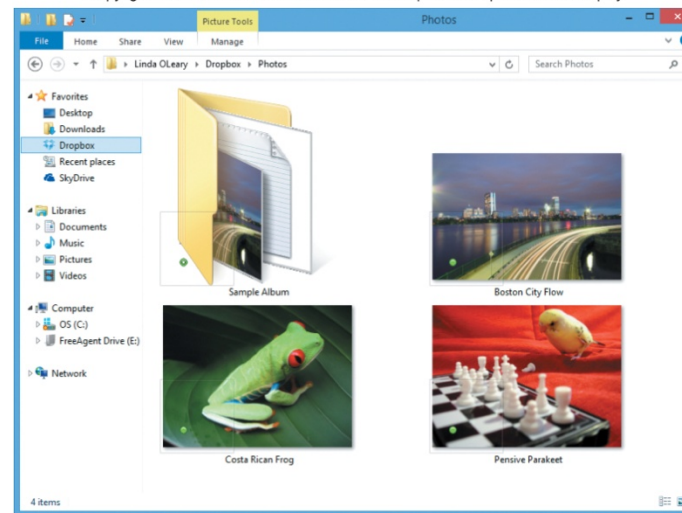 Picture Tools
Photos
File Home Share View Manage
Linda OLeary Dropbox Photos
Search Photos
Favorites
Desktop
Downloads
Dropbox
Recent places
SkyDrive
Libraries
Documents
Music
Pictures
Videos
Computer
OS (C:)
FreeAgent Drive (E:)
Network
Sample Album
Boston City Flow
Costa Rican Frog
Pensive Parakeet
4 items